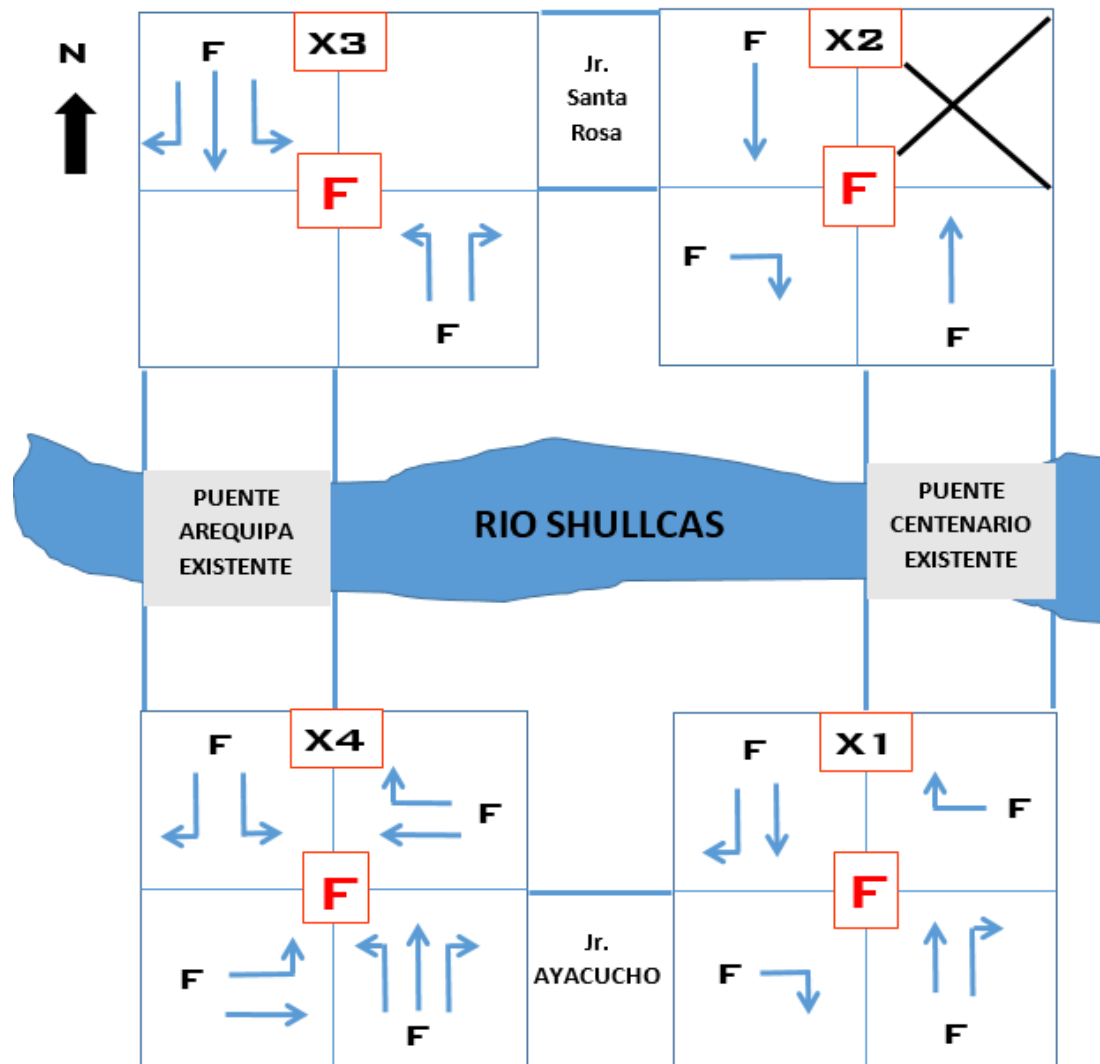 N
F
X3
Jr.
Santa
Rosa
F
X2
F
F
F
F
F
PUENTE
AREQUIPA
EXISTENTE
RIO SHULLCAS
PUENTE
CENTENARIO
EXISTENTE
F
X4
F
F
X1
F
F
F
F
F
Jr.
AYACUCHO
F
F